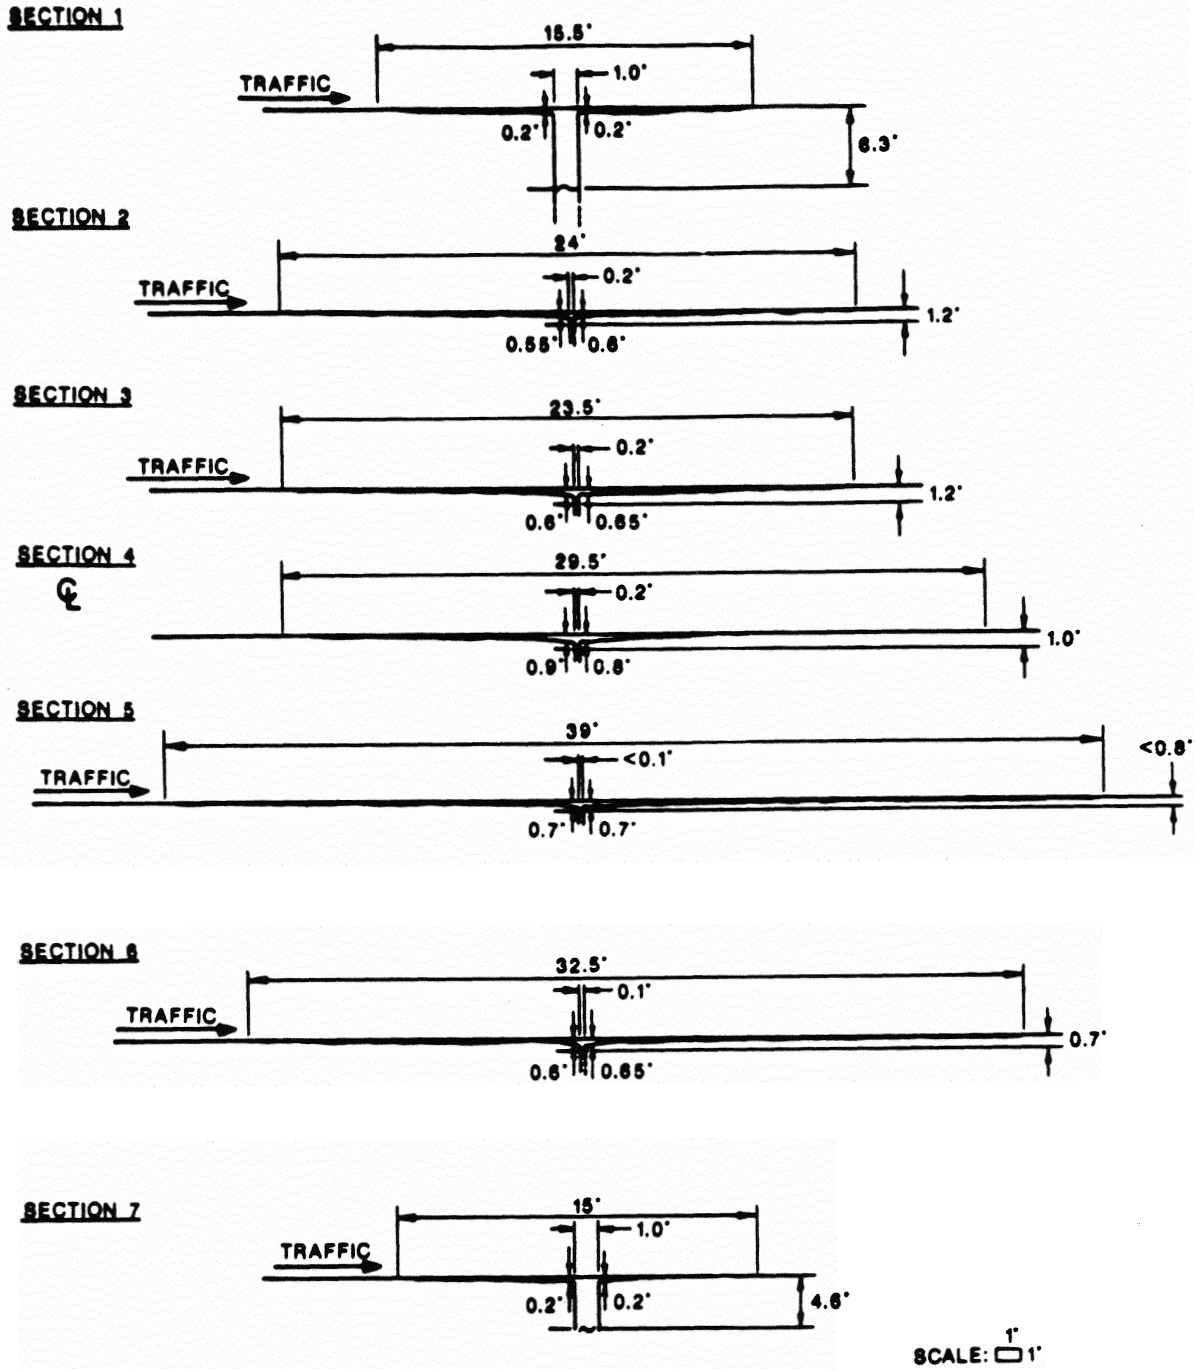 SECTION 1
15.5"
1.0"
TRAFFIC
0.2" 0.2"
6.3"
SECTION 2
24"
0.2"
TRAFFIC
1.2"
0.55" 0.6"
SECTION 3
23.5"
0.2"
TRAFFIC
1.2"
0.6" 0.65"
SECTION 4
29.5"
℄
0.2"
1.0"
0.9" 0.8"
SECTION 5
39"
<0.8"
<0.1"
TRAFFIC
0.7" 0.7"
SECTION 6
32.5"
0.1"
TRAFFIC
0.7"
0.6" 0.65"
SECTION 7
15"
1.0"
TRAFFIC
0.2" 0.2"
4.6"
1"
SCALE: 1"